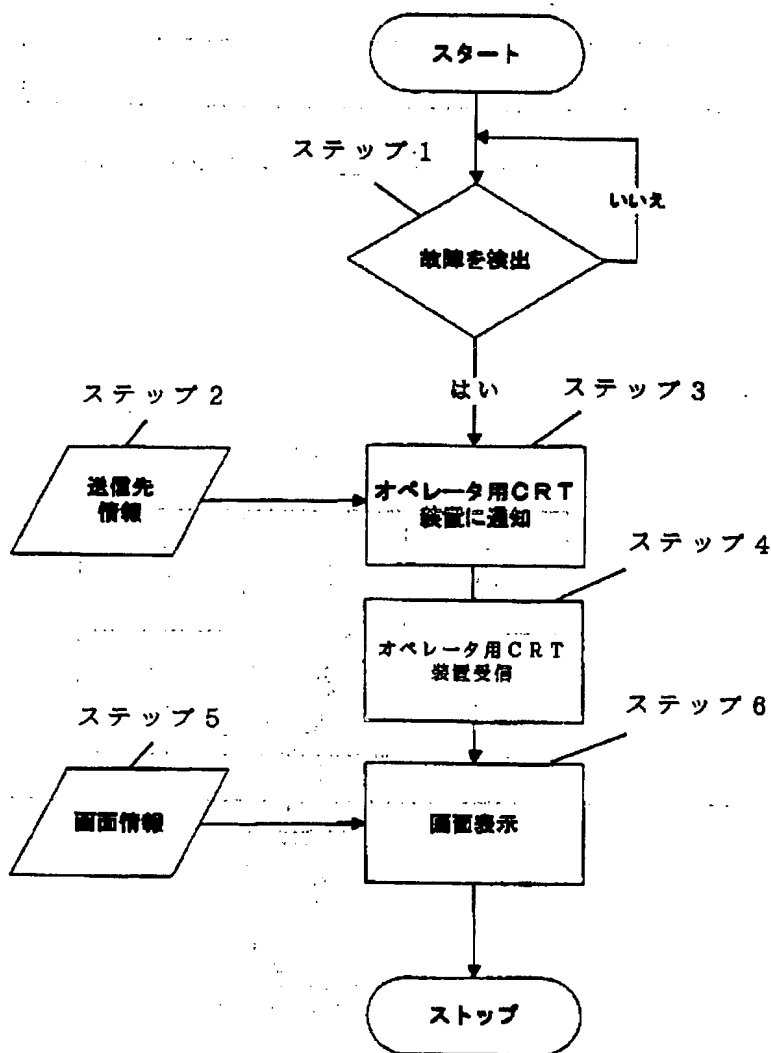 スタート
ステップ1
いいえ
故障を検出
はい
ステップ2
ステップ3
送信先
情報
オペレータ用CRT
装置に通知
ステップ4
オペレータ用CRT
装置受信
ステップ5
ステップ6
画面情報
画面表示
ストップ